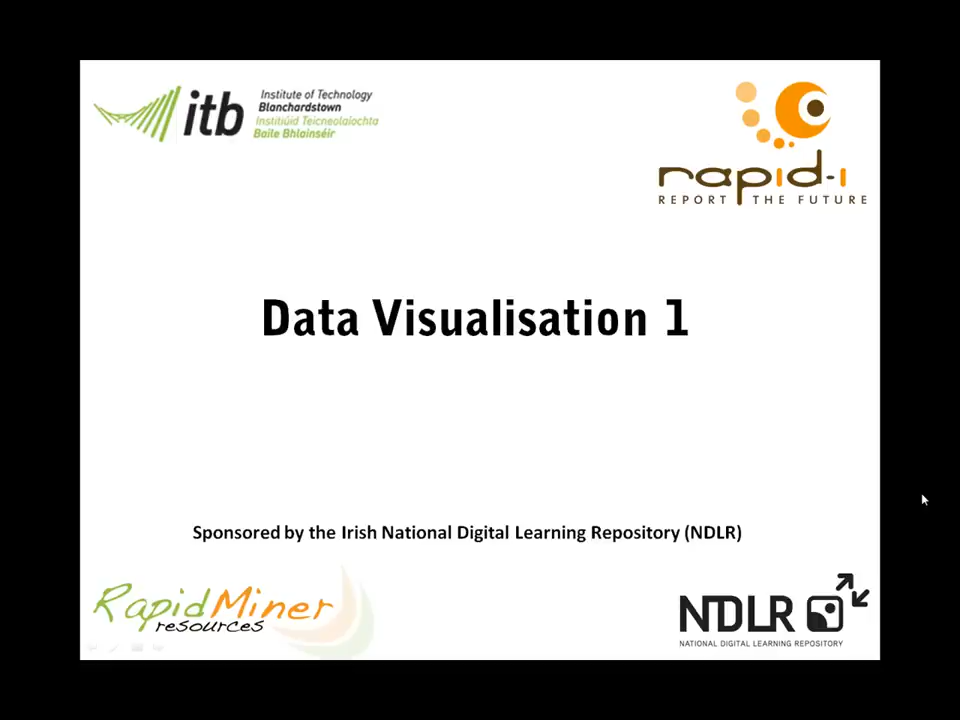 itb
Institute of Technology
Blanchardstown
Institiúid Teicneolaíochta
Baile Bhlainséir
rapid-i
REPORT THE FUTURE
Data Visualisation 1
Sponsored by the Irish National Digital Learning Repository (NDLR)
RapidMiner
resources
NDLR
NATIONAL DIGITAL LEARNING REPOSITORY